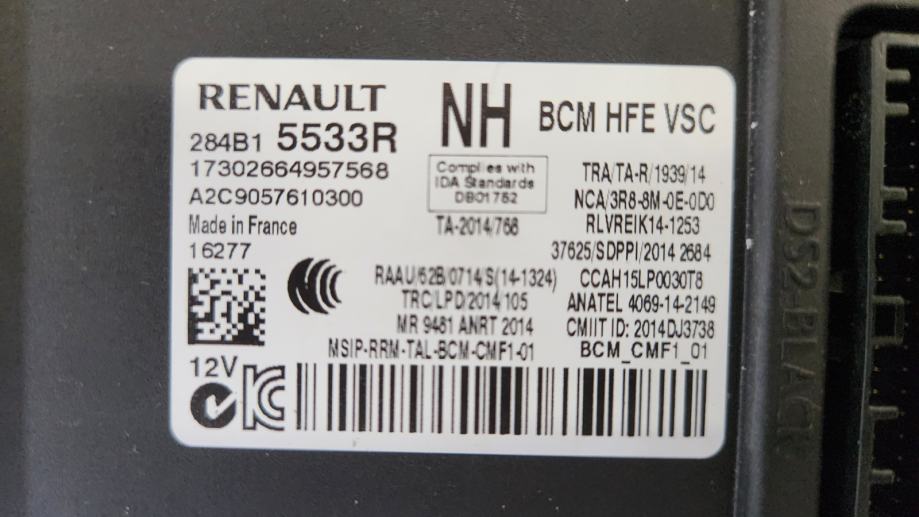 RENAULT
NH
BCM HFE VSC
284B1 5533R
17302664957568
A2C9057610300
Made in France
16277
Complies with
IDA Standards
DB01752
TA-2014/768
TRA/TA-R/1939/14
NCA/3R8-8M-0E-0D0
RLVREIK14-1253
37625/SDPPI/2014 2684
RAAU/62B/0714/S(14-1324)
CCAH15LP0030T8
TRC/LPD/2014/105
ANATEL 4069-14-2149
MR 9481 ANRT 2014
CMIIT ID: 2014DJ3738
MSIP-RRM-TAL-BCM-CMF1-01
BCM_CMF1_01
12V
DS2-BLACK